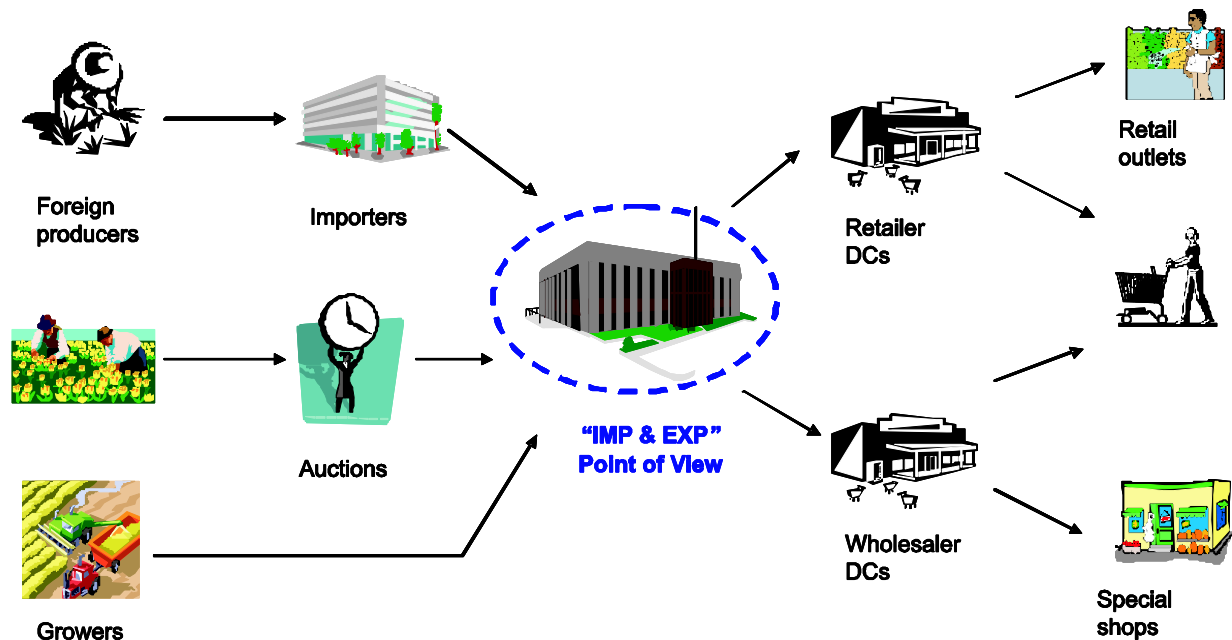 Foreign
producers
Importers
Auctions
Growers
“IMP & EXP”
Point of View
Retailer
DCs
Wholesaler
DCs
Retail
outlets
Special
shops